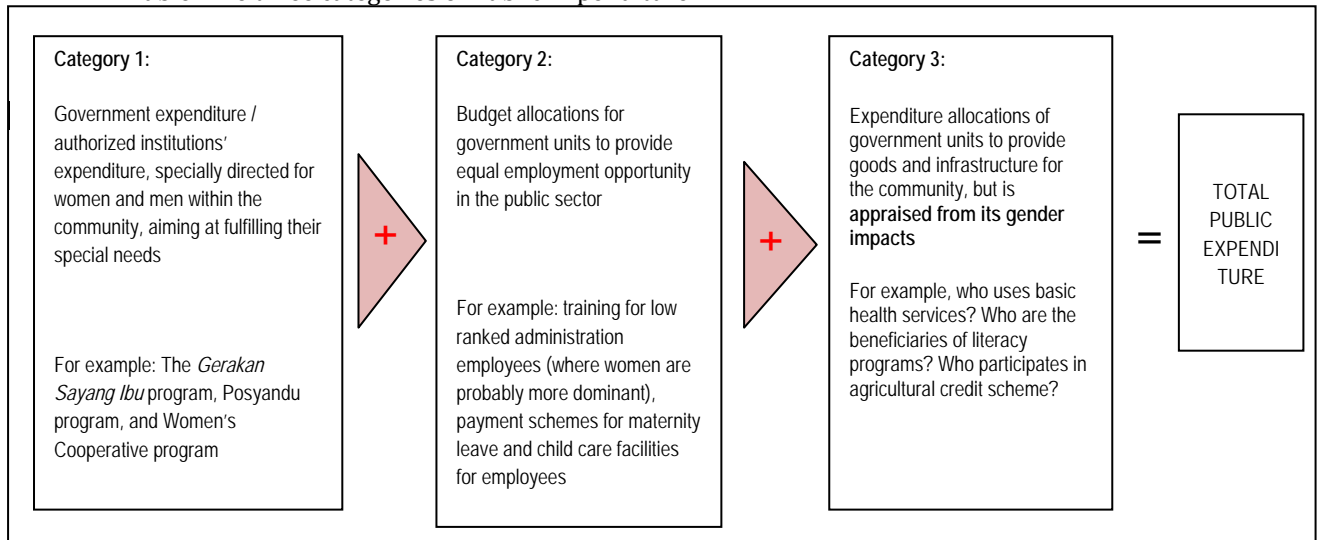 Category 1:
Government expenditure /
authorized institutions'
expenditure, specially directed for
women and men within the
community, aiming at fulfilling their
special needs
For example: The Gerakan
Sayang Ibu program, Posyandu
program, and Women's
Cooperative program
+
Category 2:
Budget allocations for
government units to provide
equal employment opportunity
in the public sector
For example: training for low
ranked administration
employees (where women are
probably more dominant),
payment schemes for maternity
leave and child care facilities
for employees
+
Category 3:
Expenditure allocations of
government units to provide
goods and infrastructure for
the community, but is
appraised from its gender
impacts
For example, who uses basic
health services? Who are the
beneficiaries of literacy
programs? Who participates in
agricultural credit scheme?
=
TOTAL
PUBLIC
EXPENDI
TURE